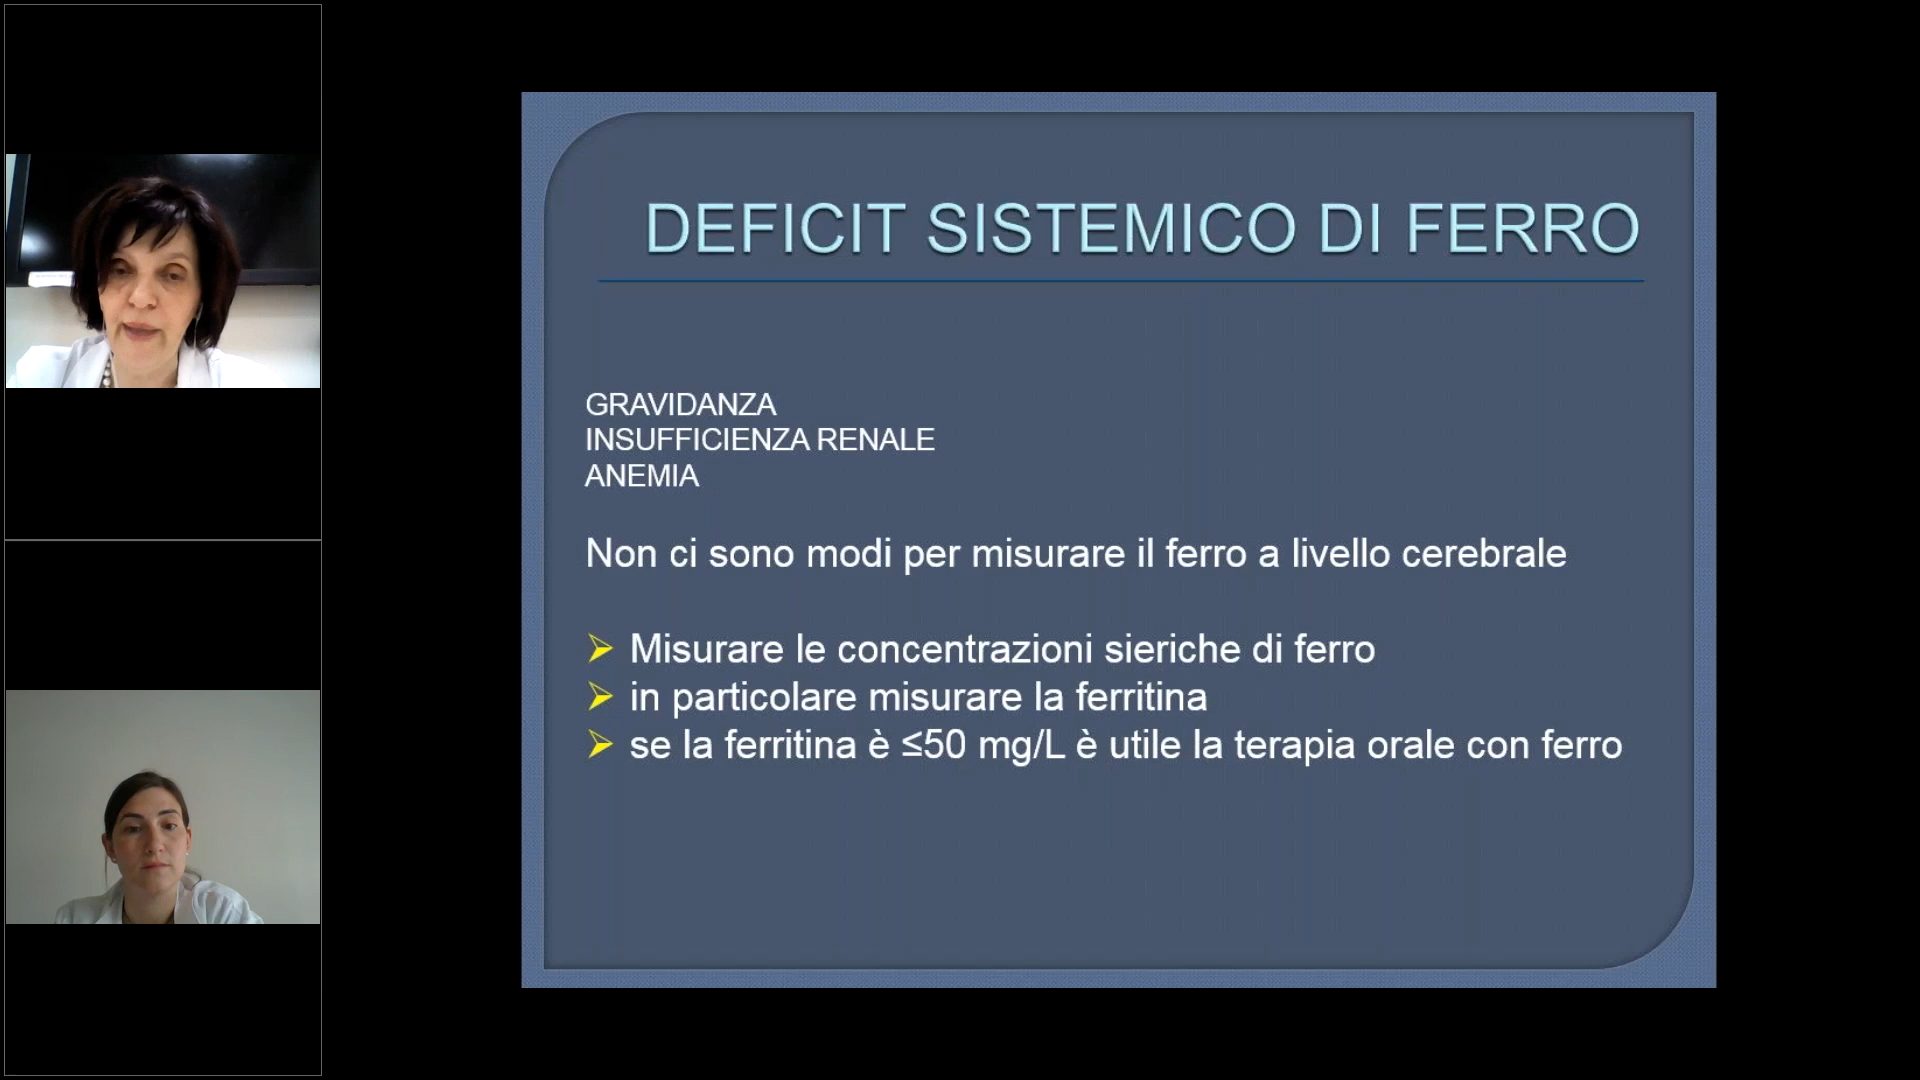 DEFICIT SISTEMICO DI FERRO
GRAVIDANZA
INSUFFICIENZA RENALE
ANEMIA
Non ci sono modi per misurare il ferro a livello cerebrale
Misurare le concentrazioni sieriche di ferro
in particolare misurare la ferritina
se la ferritina è ≤50 mg/L è utile la terapia orale con ferro